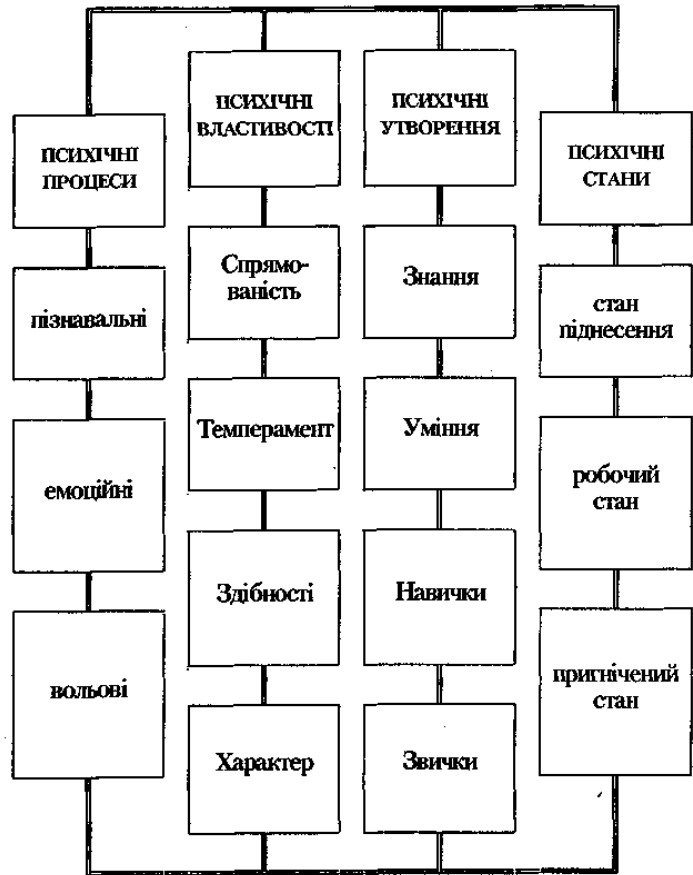 ПСИХІЧНІ
ПРОЦЕСИ
пізнавальні
емоційні
вольові
ПСИХІЧНІ
ВЛАСТИВОСТІ
Спрямо-
ваність
Темперамент
Здібності
Характер
ПСИХІЧНІ
УТВОРЕННЯ
Знання
Уміння
Навички
Звички
ПСИХІЧНІ
СТАНИ
стан
піднесення
робочий
стан
пригнічений
стан